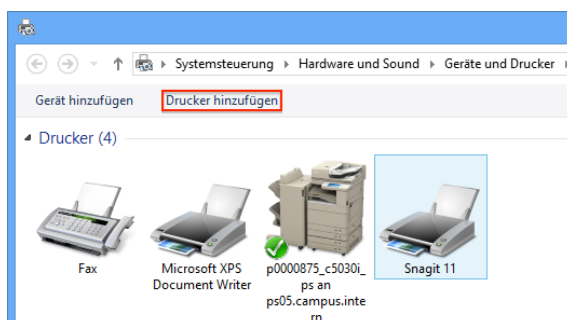 Systemsteuerung Hardware und Sound Geräte und Drucker
Gerät hinzufügen Drucker hinzufügen
Drucker (4)
Fax
Microsoft XPS
Document Writer
p0000875_c5030i_
ps an
ps05.campus.inte
rn
Snagit 11